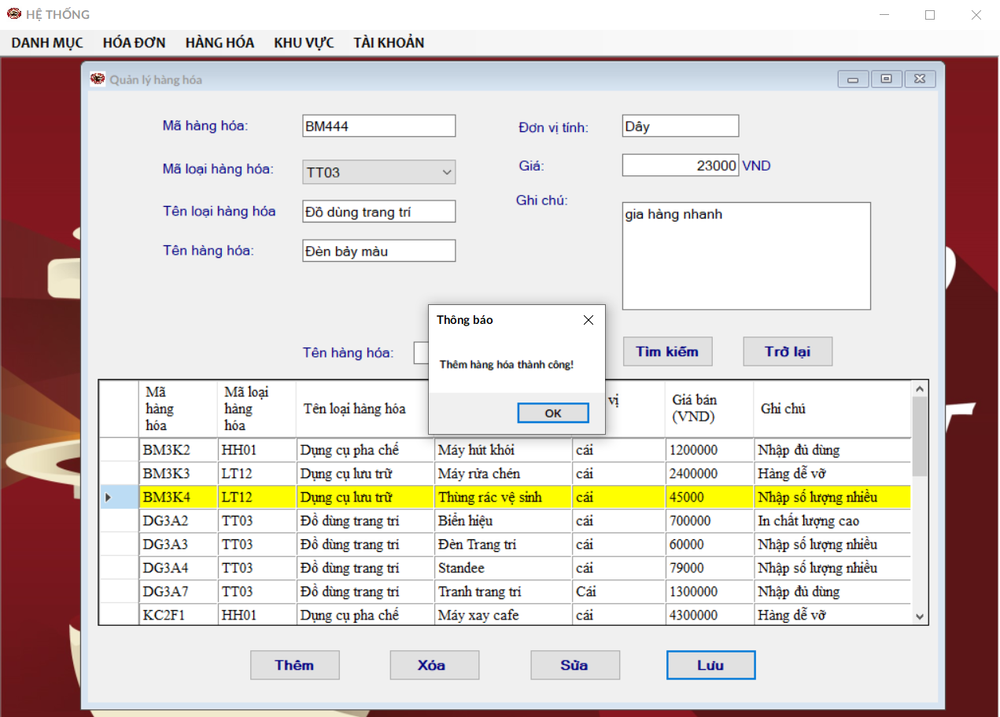 HỆ THỐNG
DANH MỤC HÓA ĐƠN HÀNG HÓA KHU VỰC TÀI KHOẢN
Quản lý hàng hóa
Mã hàng hóa: BM444 Đơn vị tính: Dây
Mã loại hàng hóa: TT03 Giá: 23000 VND
Tên loại hàng hóa Đồ dùng trang trí Ghi chú: gia hàng nhanh
Tên hàng hóa: Đèn bảy màu
Thông báo
Thêm hàng hóa thành công!
OK
Tên hàng hóa: Tìm kiếm Trở lại
Mã hàng hóa Mã loại hàng hóa Tên loại hàng hóa vị Giá bán (VND) Ghi chú
BM3K2 HH01 Dụng cụ pha chế Máy hút khói cái 1200000 Nhập đủ dùng
BM3K3 LT12 Dụng cụ lưu trữ Máy rửa chén cái 2400000 Hàng dễ vỡ
BM3K4 LT12 Dụng cụ lưu trữ Thùng rác vệ sinh cái 45000 Nhập số lượng nhiều
DG3A2 TT03 Đồ dùng trang trí Biển hiệu cái 700000 In chất lượng cao
DG3A3 TT03 Đồ dùng trang trí Đèn Trang trí cái 60000 Nhập số lượng nhiều
DG3A4 TT03 Đồ dùng trang trí Standee cái 79000 Nhập số lượng nhiều
DG3A7 TT03 Đồ dùng trang trí Tranh trang trí Cái 1300000 Nhập đủ dùng
KC2F1 HH01 Dụng cụ pha chế Máy xay cafe cái 4300000 Hàng dễ vỡ
Thêm Xóa Sửa Lưu